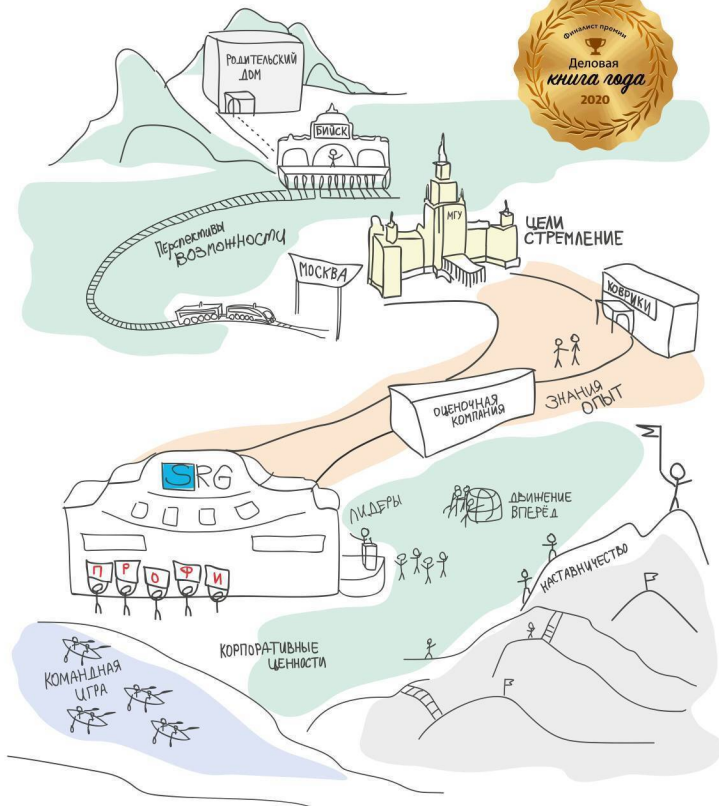 Финалист премии
Деловая
книга года
2020
РОДИТЕЛЬСКИЙ
ДОМ
БИЙСК
Перспективы
ВОЗМОЖНОСТИ
МГУ
ЦЕЛИ
СТРЕМЛЕНИЕ
МОСКВА
КОВРИКИ
ОЦЕНОЧНАЯ
КОМПАНИЯ
ЗНАНИЯ
ОПЫТ
SRG
ЛИДЕРЫ
ДВИЖЕНИЕ
ВПЕРЁД
П Р О Ф И
НАСТАВНИЧЕСТВО
КОРПОРАТИВНЫЕ
ЦЕННОСТИ
КОМАНДНАЯ
ИГРА